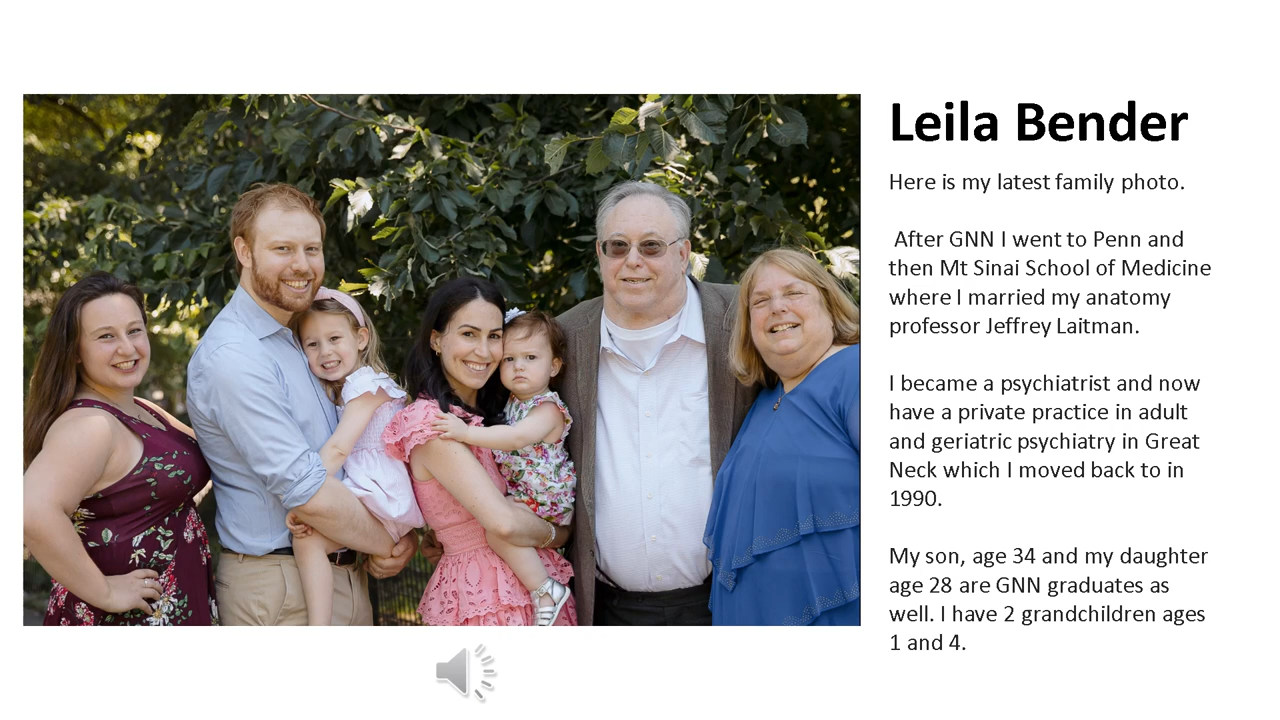 Leila Bender
Here is my latest family photo.
After GNN I went to Penn and
then Mt Sinai School of Medicine
where I married my anatomy
professor Jeffrey Laitman.
I became a psychiatrist and now
have a private practice in adult
and geriatric psychiatry in Great
Neck which I moved back to in
1990.
My son, age 34 and my daughter
age 28 are GNN graduates as
well. I have 2 grandchildren ages
1 and 4.